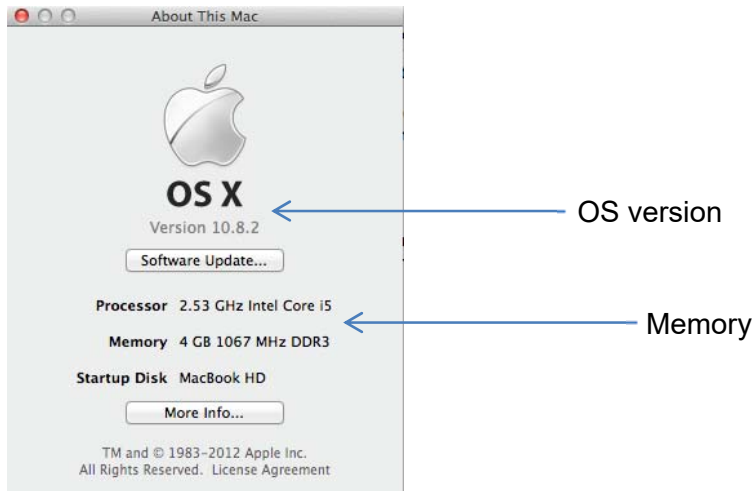 About This Mac
OS X
OS version
Version 10.8.2
Software Update...
Processor 2.53 GHz Intel Core i5
Memory
Memory 4 GB 1067 MHz DDR3
Startup Disk MacBook HD
More Info...
TM and © 1983-2012 Apple Inc.
All Rights Reserved. License Agreement